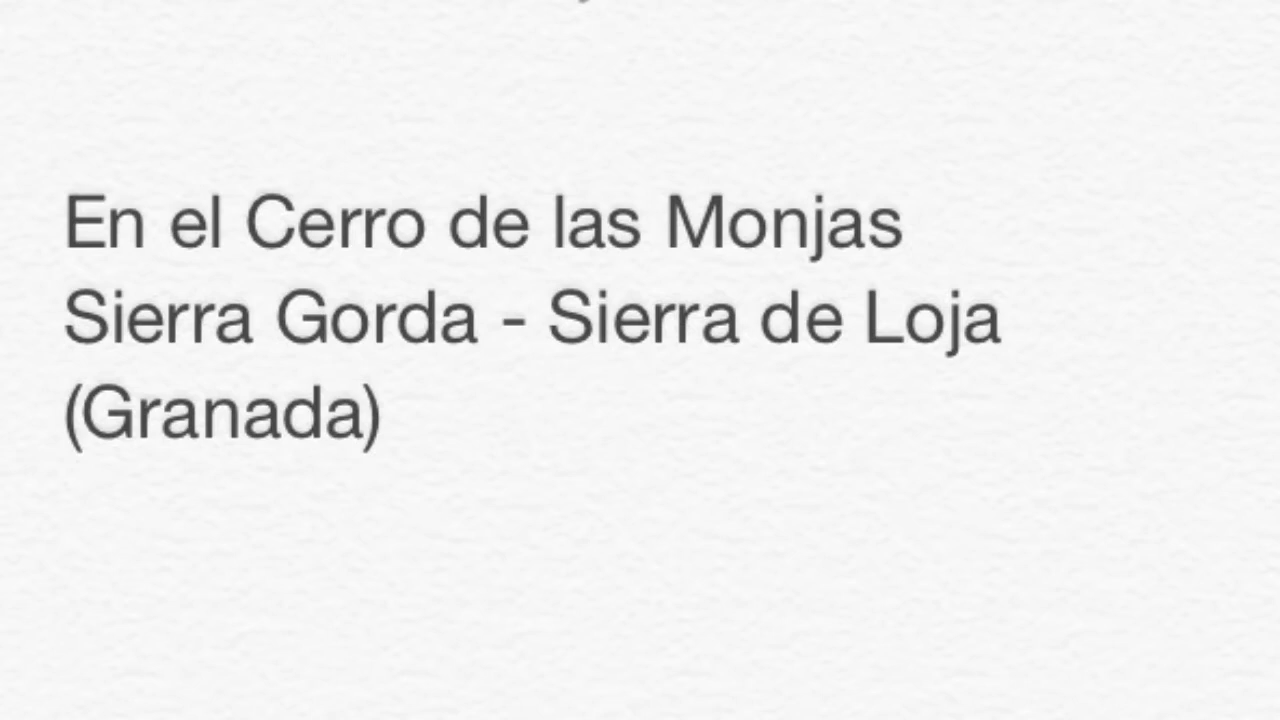 En el Cerro de las Monjas
Sierra Gorda - Sierra de Loja
(Granada)